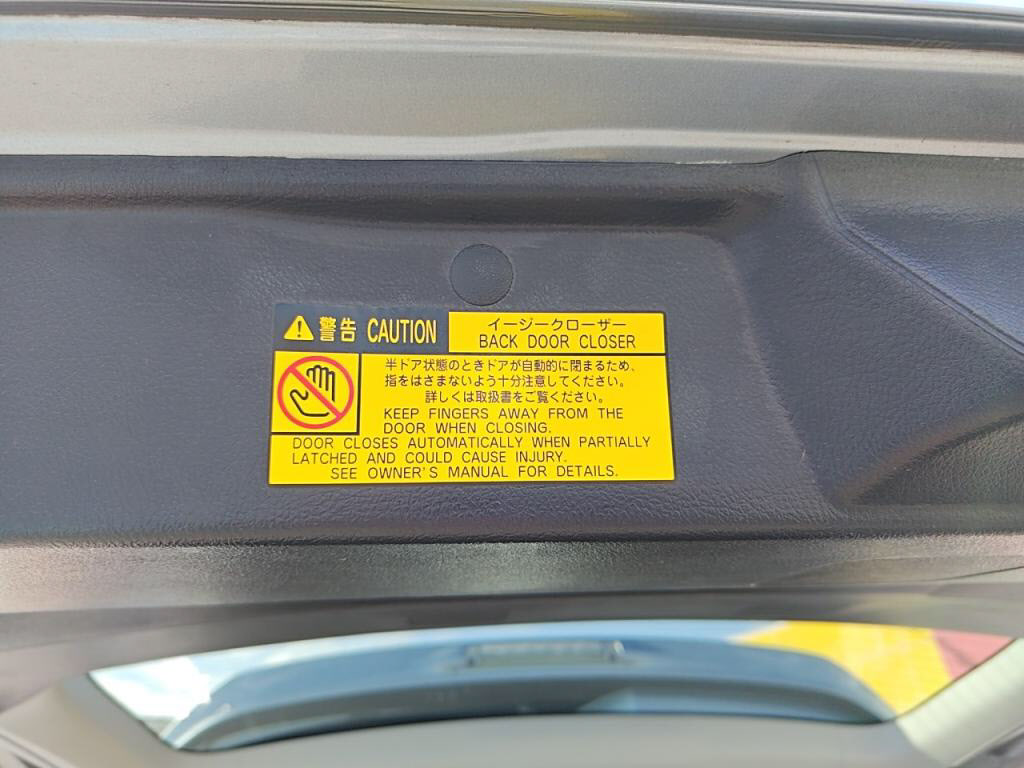 警告 CAUTION
イージークローザー
BACK DOOR CLOSER
半ドア状態のときドアが自動的に閉まるため、
指をはさまないよう十分注意してください。
詳しくは取扱書をご覧ください。
KEEP FINGERS AWAY FROM THE
DOOR WHEN CLOSING.
DOOR CLOSES AUTOMATICALLY WHEN PARTIALLY
LATCHED AND COULD CAUSE INJURY.
SEE OWNER'S MANUAL FOR DETAILS.